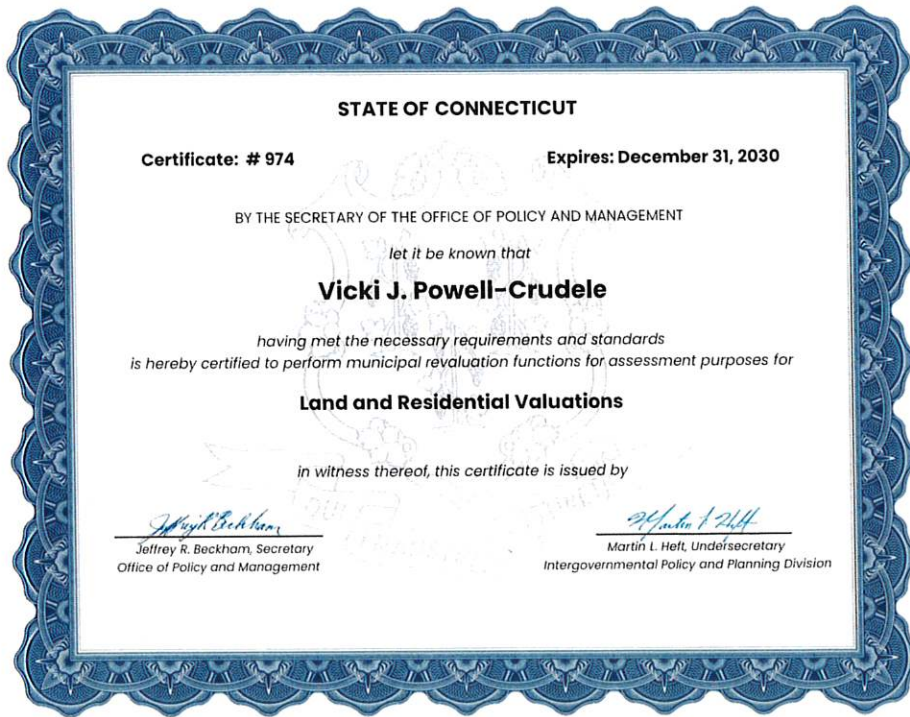 STATE OF CONNECTICUT
Certificate: # 974
Expires: December 31, 2030
BY THE SECRETARY OF THE OFFICE OF POLICY AND MANAGEMENT
let it be known that
Vicki J. Powell-Crudele
having met the necessary requirements and standards
is hereby certified to perform municipal revaluation functions for assessment purposes for
Land and Residential Valuations
in witness thereof, this certificate is issued by
Jeffrey R. Beckham, Secretary
Office of Policy and Management
Martin L. Heft, Undersecretary
Intergovernmental Policy and Planning Division